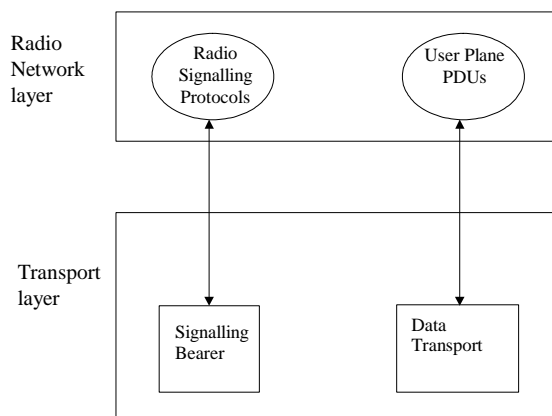 Radio
Network
layer
Radio
Signalling
Protocols
User Plane
PDUs
Transport
layer
Signalling
Bearer
Data
Transport